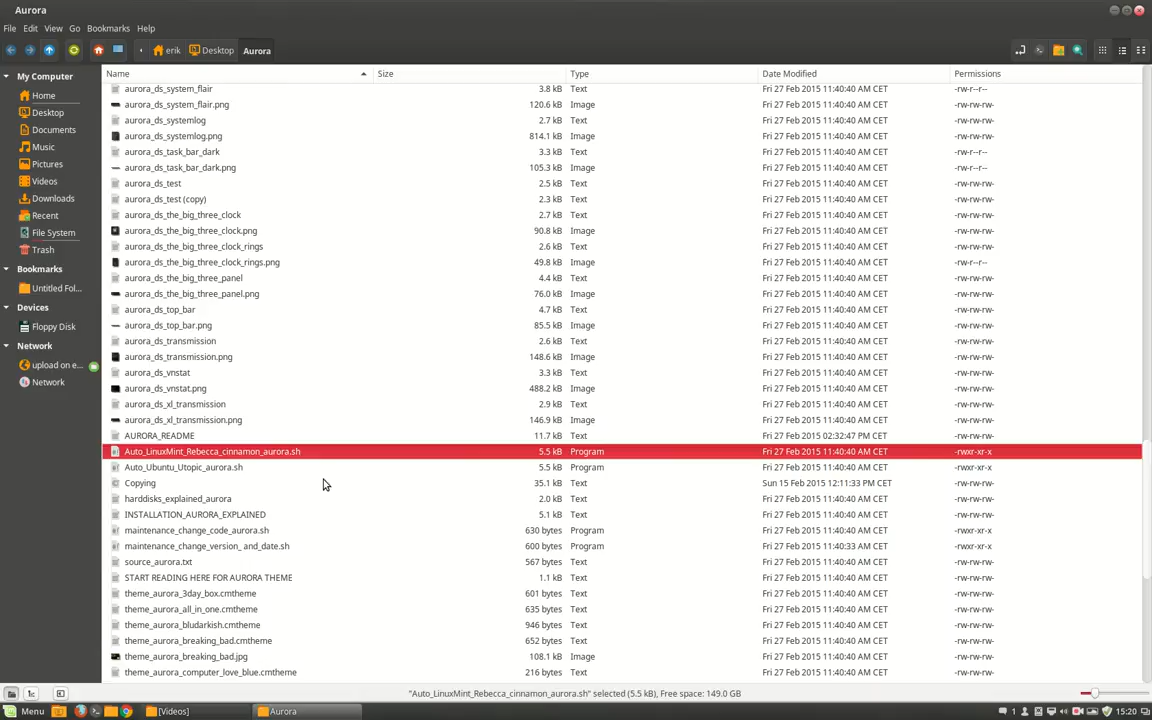 Aurora
File Edit View Go Bookmarks Help
erik Desktop Aurora
My Computer
Home
Desktop
Documents
Music
Pictures
Videos
Downloads
Recent
File System
Trash
Bookmarks
Untitled Fol...
Devices
Floppy Disk
Network
upload on e...
Network
Name Size Type Date Modified Permissions
aurora_ds_system_flair 3.8 kB Text Fri 27 Feb 2015 11:40:40 AM CET -rw-r--r--
aurora_ds_system_flair.png 120.6 kB Image Fri 27 Feb 2015 11:40:40 AM CET -rw-rw-rw-
aurora_ds_systemlog 2.7 kB Text Fri 27 Feb 2015 11:40:40 AM CET -rw-rw-rw-
aurora_ds_systemlog.png 814.1 kB Image Fri 27 Feb 2015 11:40:40 AM CET -rw-rw-rw-
aurora_ds_task_bar_dark 3.3 kB Text Fri 27 Feb 2015 11:40:40 AM CET -rw-r--r--
aurora_ds_task_bar_dark.png 105.3 kB Image Fri 27 Feb 2015 11:40:40 AM CET -rw-rw-rw-
aurora_ds_test 2.5 kB Text Fri 27 Feb 2015 11:40:40 AM CET -rw-rw-rw-
aurora_ds_test (copy) 2.3 kB Text Fri 27 Feb 2015 11:40:40 AM CET -rw-rw-rw-
aurora_ds_the_big_three_clock 2.7 kB Text Fri 27 Feb 2015 11:40:40 AM CET -rw-rw-rw-
aurora_ds_the_big_three_clock.png 90.8 kB Image Fri 27 Feb 2015 11:40:40 AM CET -rw-rw-rw-
aurora_ds_the_big_three_clock_rings 2.6 kB Text Fri 27 Feb 2015 11:40:40 AM CET -rw-rw-rw-
aurora_ds_the_big_three_clock_rings.png 49.8 kB Image Fri 27 Feb 2015 11:40:40 AM CET -rw-r--r--
aurora_ds_the_big_three_panel 4.4 kB Text Fri 27 Feb 2015 11:40:40 AM CET -rw-rw-rw-
aurora_ds_the_big_three_panel.png 76.0 kB Image Fri 27 Feb 2015 11:40:40 AM CET -rw-rw-rw-
aurora_ds_top_bar 4.7 kB Text Fri 27 Feb 2015 11:40:40 AM CET -rw-rw-rw-
aurora_ds_top_bar.png 85.5 kB Image Fri 27 Feb 2015 11:40:40 AM CET -rw-rw-rw-
aurora_ds_transmission 2.6 kB Text Fri 27 Feb 2015 11:40:40 AM CET -rw-rw-rw-
aurora_ds_transmission.png 148.6 kB Image Fri 27 Feb 2015 11:40:40 AM CET -rw-rw-rw-
aurora_ds_vnstat 3.3 kB Text Fri 27 Feb 2015 11:40:40 AM CET -rw-rw-rw-
aurora_ds_vnstat.png 488.2 kB Image Fri 27 Feb 2015 11:40:40 AM CET -rw-rw-rw-
aurora_ds_xl_transmission 2.9 kB Text Fri 27 Feb 2015 11:40:40 AM CET -rw-rw-rw-
aurora_ds_xl_transmission.png 146.9 kB Image Fri 27 Feb 2015 11:40:40 AM CET -rw-rw-rw-
AURORA_README 11.7 kB Text Fri 27 Feb 2015 02:32:47 PM CET -rw-rw-rw-
Auto_LinuxMint_Rebecca_cinnamon_aurora.sh 5.5 kB Program Fri 27 Feb 2015 11:40:40 AM CET -rwxr-xr-x
Auto_Ubuntu_Utopic_aurora.sh 5.5 kB Program Fri 27 Feb 2015 11:40:40 AM CET -rwxr-xr-x
Copying 35.1 kB Text Sun 15 Feb 2015 12:11:33 PM CET -rw-rw-rw-
harddisks_explained_aurora 2.0 kB Text Fri 27 Feb 2015 11:40:40 AM CET -rw-rw-rw-
INSTALLATION_AURORA_EXPLAINED 5.1 kB Text Fri 27 Feb 2015 11:40:40 AM CET -rw-rw-rw-
maintenance_change_code_aurora.sh 630 bytes Program Fri 27 Feb 2015 11:40:40 AM CET -rwxr-xr-x
maintenance_change_version_ and_date.sh 600 bytes Program Fri 27 Feb 2015 11:40:33 AM CET -rwxr-xr-x
source_aurora.txt 567 bytes Text Fri 27 Feb 2015 11:40:40 AM CET -rw-rw-rw-
START READING HERE FOR AURORA THEME 1.1 kB Text Fri 27 Feb 2015 11:40:40 AM CET -rw-rw-rw-
theme_aurora_3day_box.cmtheme 601 bytes Text Fri 27 Feb 2015 11:40:40 AM CET -rw-rw-rw-
theme_aurora_all_in_one.cmtheme 635 bytes Text Fri 27 Feb 2015 11:40:40 AM CET -rw-rw-rw-
theme_aurora_bludarkish.cmtheme 946 bytes Text Fri 27 Feb 2015 11:40:40 AM CET -rw-rw-rw-
theme_aurora_breaking_bad.cmtheme 652 bytes Text Fri 27 Feb 2015 11:40:40 AM CET -rw-rw-rw-
theme_aurora_breaking_bad.jpg 108.1 kB Image Fri 27 Feb 2015 11:40:40 AM CET -rw-rw-rw-
theme_aurora_computer_love_blue.cmtheme 216 bytes Text Fri 27 Feb 2015 11:40:40 AM CET -rw-rw-rw-
"Auto_LinuxMint_Rebecca_cinnamon_aurora.sh" selected (5.5 kB), Free space: 149.0 GB
Menu [Videos] Aurora 1 15:20